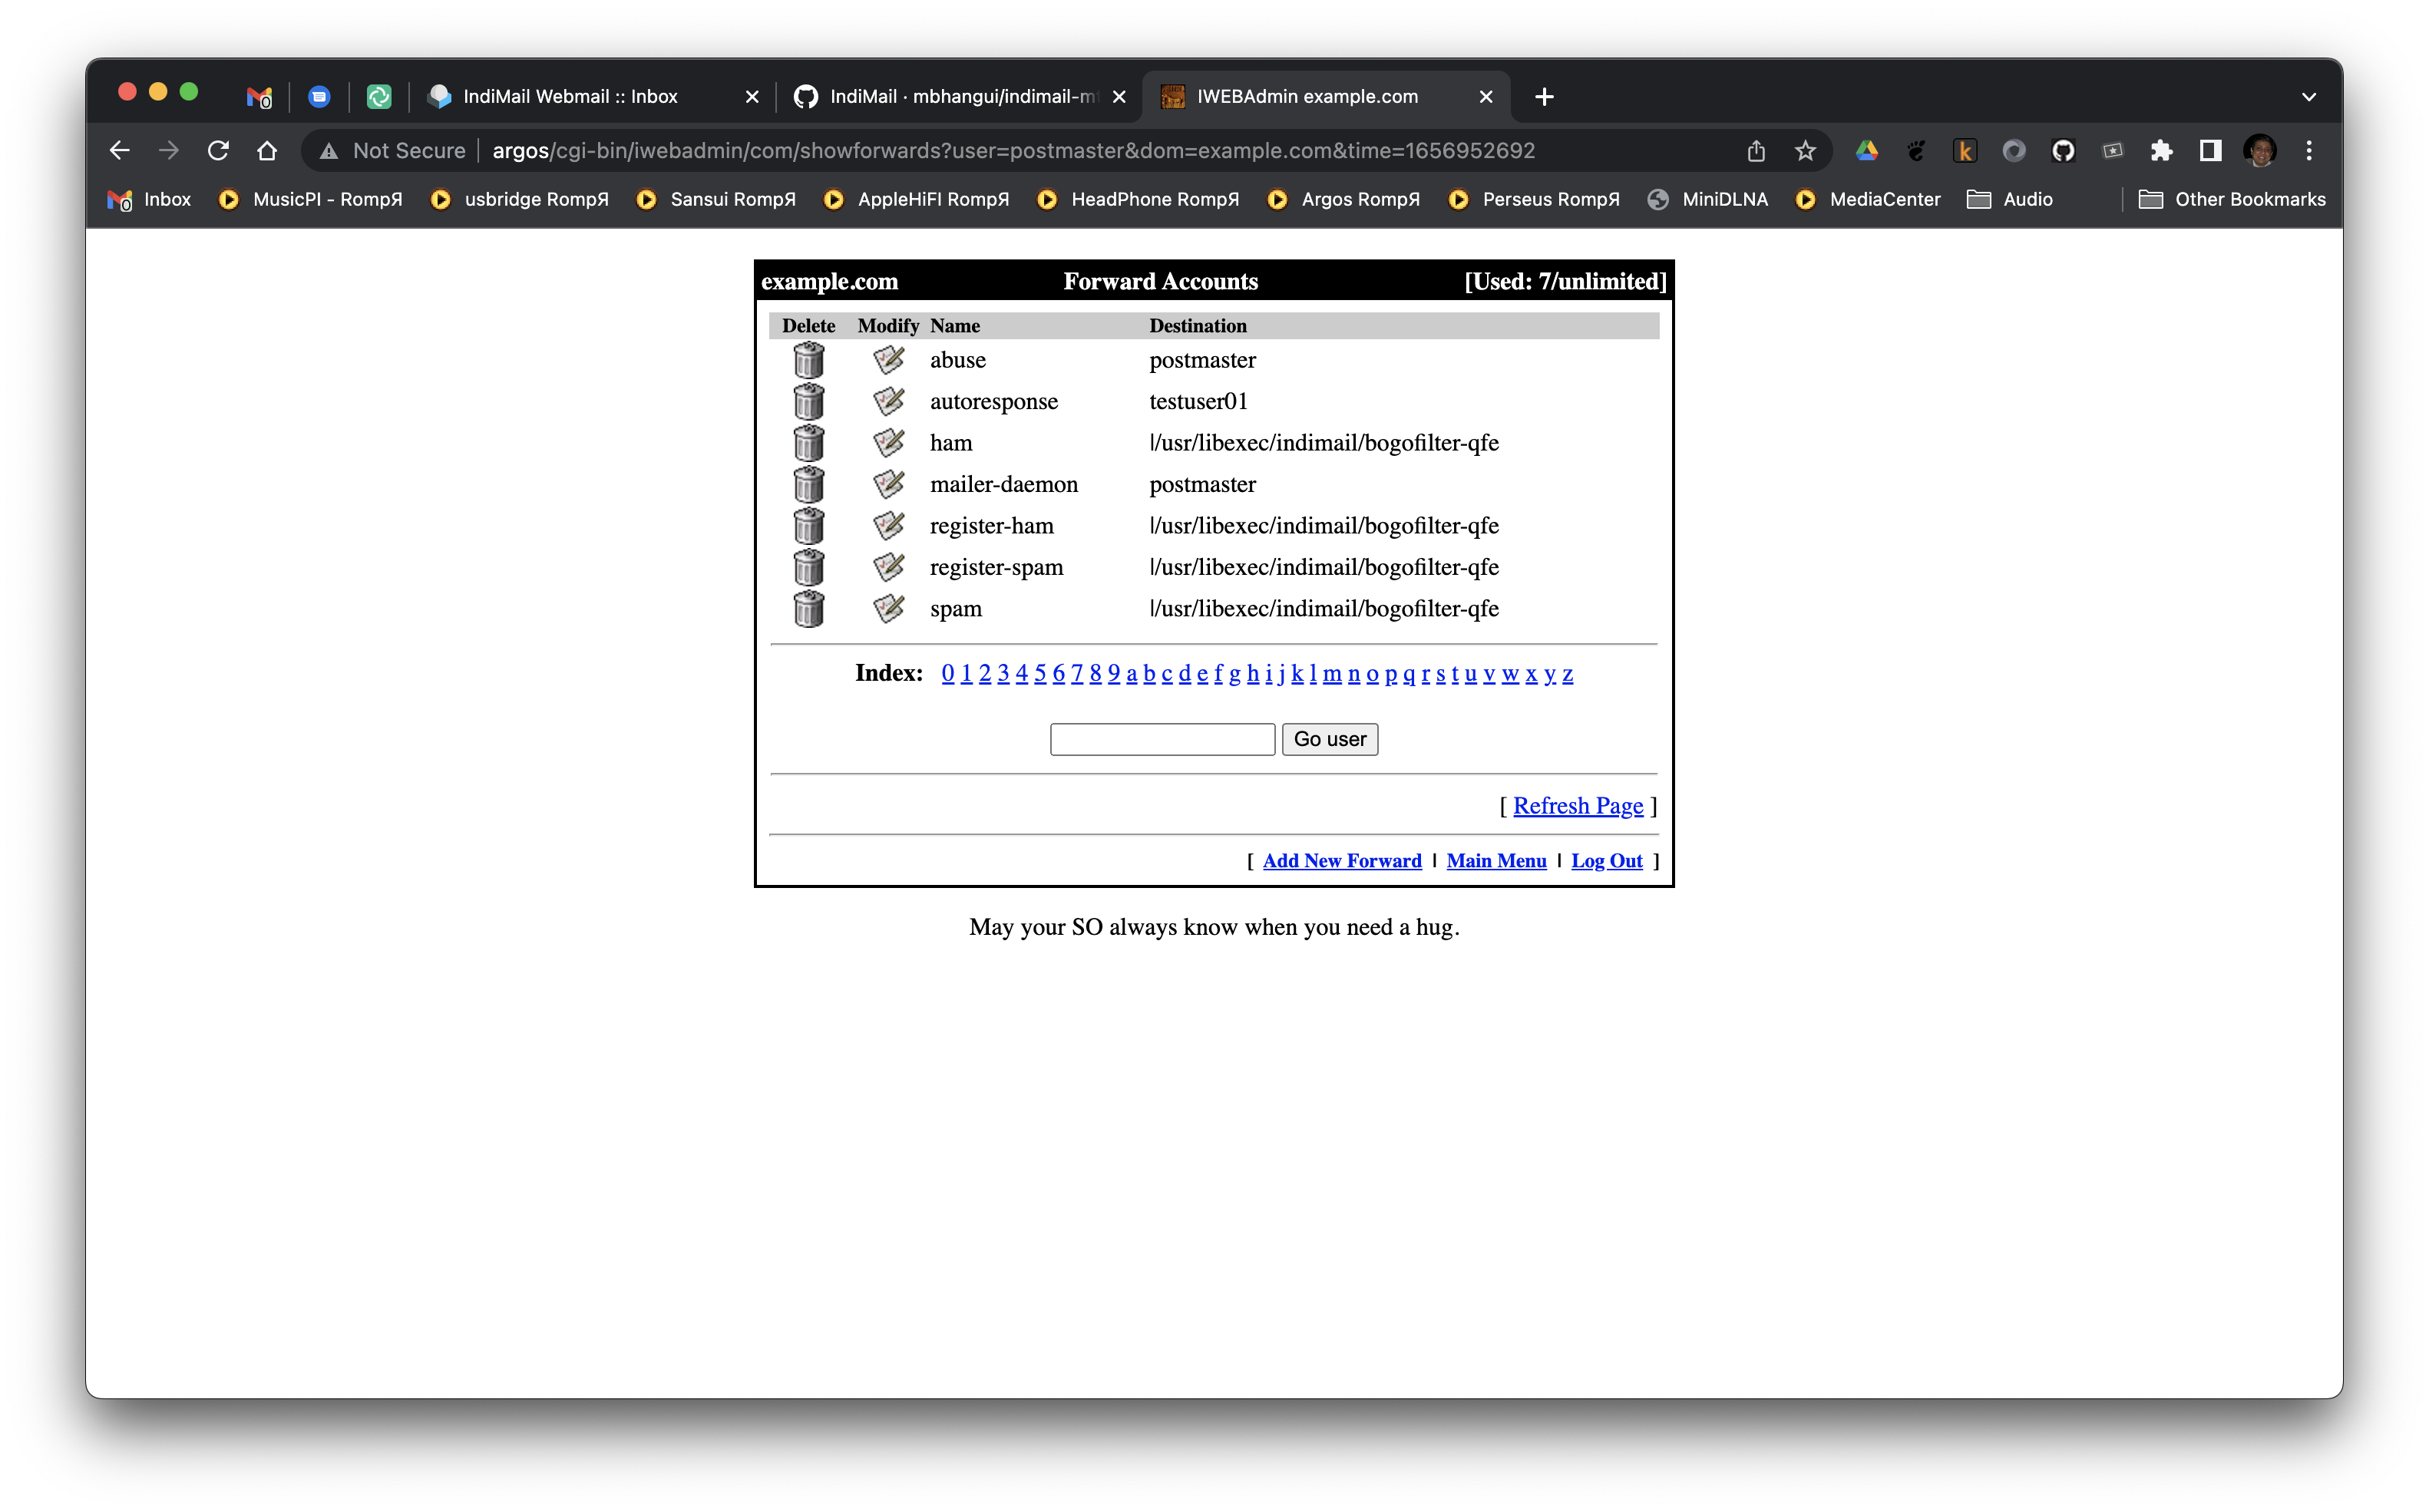 IndiMail Webmail :: Inbox
IndiMail · mbhangui/indimail-m
IWEBAdmin example.com
Not Secure argos/cgi-bin/iwebadmin/com/showforwards?user=postmaster&dom=example.com&time=1656952692
Inbox MusicPI - RompЯ usbridge RompЯ Sansui RompЯ AppleHiFI RompЯ HeadPhone RompЯ Argos RompЯ Perseus RompЯ MiniDLNA MediaCenter Audio Other Bookmarks
example.com Forward Accounts [Used: 7/unlimited]
Delete Modify Name Destination
abuse postmaster
autoresponse testuser01
ham |/usr/libexec/indimail/bogofilter-qfe
mailer-daemon postmaster
register-ham |/usr/libexec/indimail/bogofilter-qfe
register-spam |/usr/libexec/indimail/bogofilter-qfe
spam |/usr/libexec/indimail/bogofilter-qfe
Index: 0 1 2 3 4 5 6 7 8 9 a b c d e f g h i j k l m n o p q r s t u v w x y z
Go user
[ Refresh Page ]
[ Add New Forward | Main Menu | Log Out ]
May your SO always know when you need a hug.